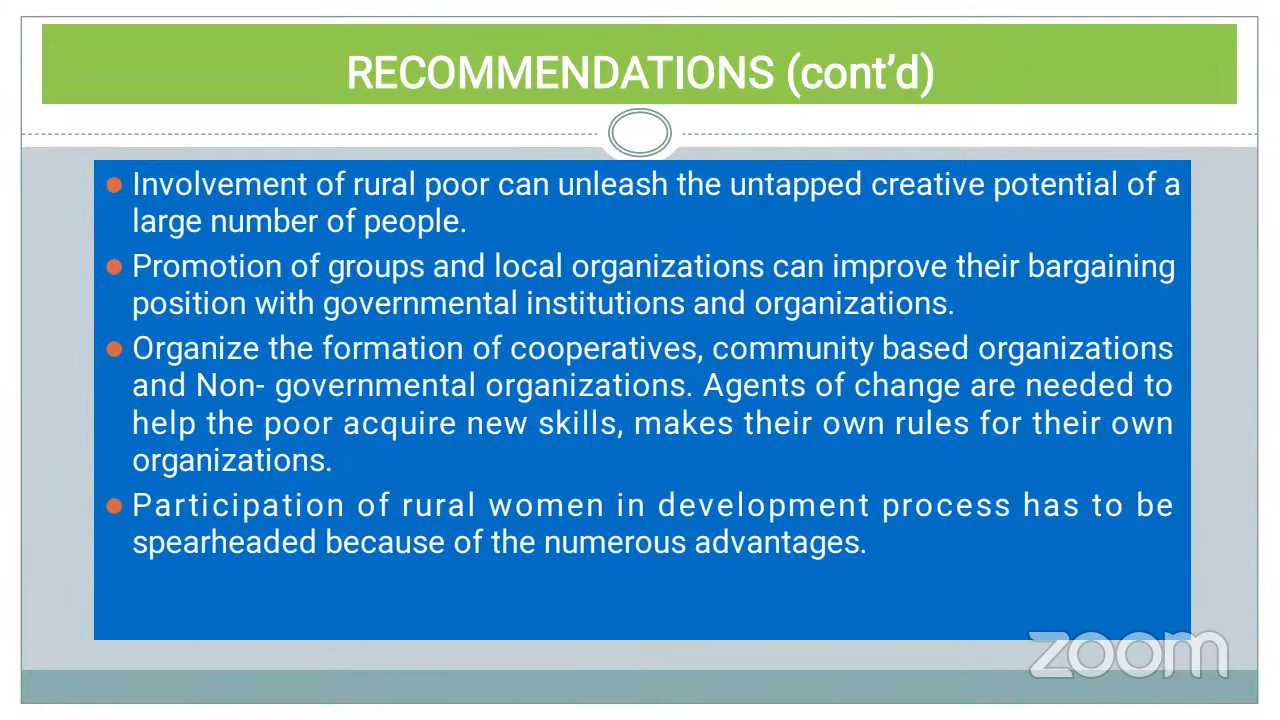 RECOMMENDATIONS (cont’d)
Involvement of rural poor can unleash the untapped creative potential of a
large number of people.
Promotion of groups and local organizations can improve their bargaining
position with governmental institutions and organizations.
Organize the formation of cooperatives, community based organizations
and Non- governmental organizations. Agents of change are needed to
help the poor acquire new skills, makes their own rules for their own
organizations.
Participation of rural women in development process has to be
spearheaded because of the numerous advantages.
zoom